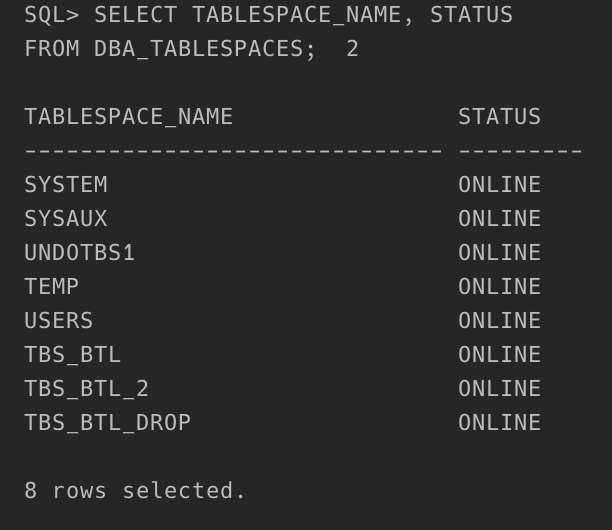 SQL> SELECT TABLESPACE_NAME, STATUS
FROM DBA_TABLESPACES;  2
TABLESPACE_NAME                STATUS
------------------------------ ---------
SYSTEM                         ONLINE
SYSAUX                         ONLINE
UNDOTBS1                       ONLINE
TEMP                           ONLINE
USERS                          ONLINE
TBS_BTL                        ONLINE
TBS_BTL_2                      ONLINE
TBS_BTL_DROP                   ONLINE
8 rows selected.